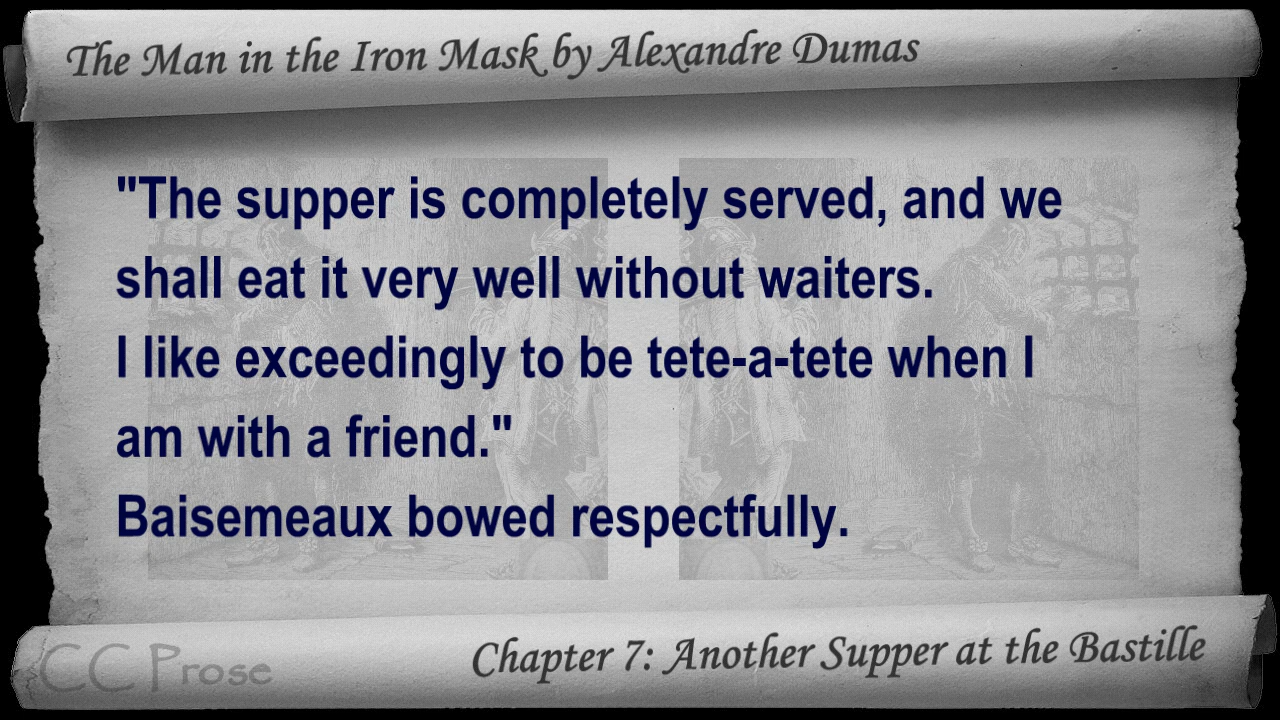 The Man in the Iron Mask by Alexandre Dumas
"The supper is completely served, and we
shall eat it very well without waiters.
I like exceedingly to be tete-a-tete when I
am with a friend."
Baisemeaux bowed respectfully.
CC Prose
Chapter 7: Another Supper at the Bastille